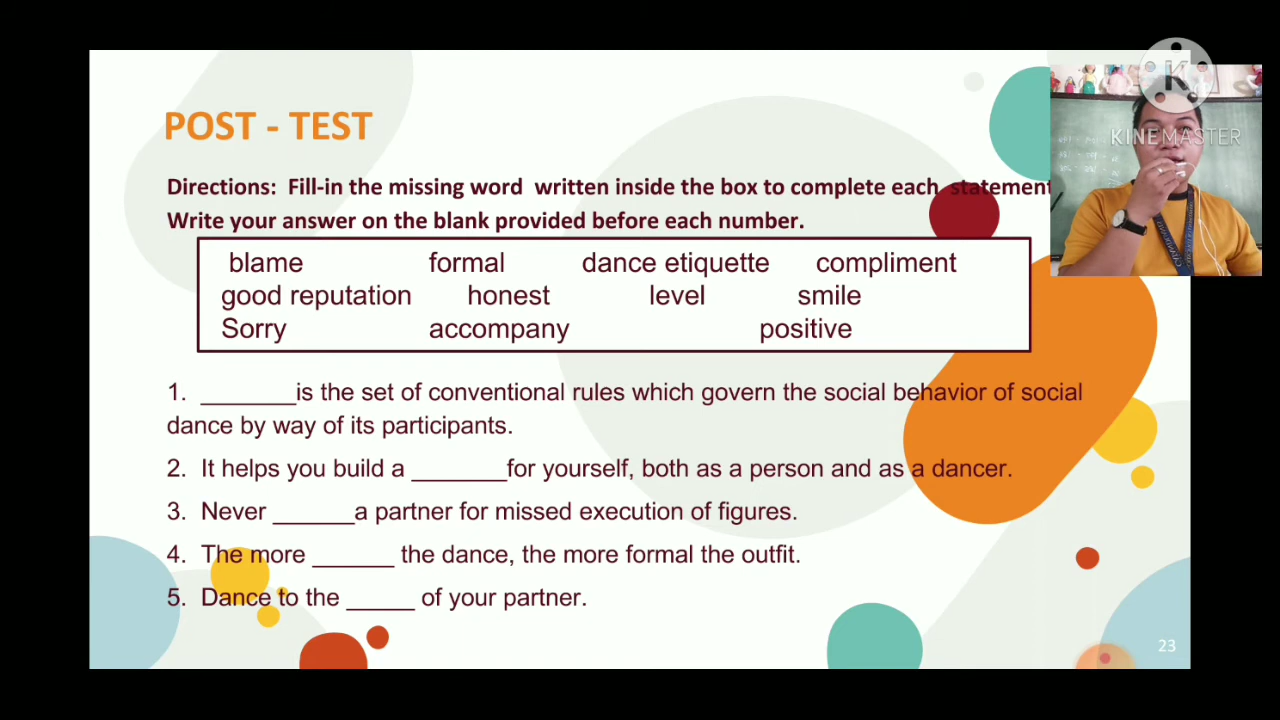 POST - TEST
Directions: Fill-in the missing word written inside the box to complete each statement
Write your answer on the blank provided before each number.
blame formal dance etiquette compliment
good reputation honest level smile
Sorry accompany positive
1. _______is the set of conventional rules which govern the social behavior of social
dance by way of its participants.
2. It helps you build a _______for yourself, both as a person and as a dancer.
3. Never ______a partner for missed execution of figures.
4. The more ______ the dance, the more formal the outfit.
5. Dance to the _____ of your partner.
23
K
KINEMASTER